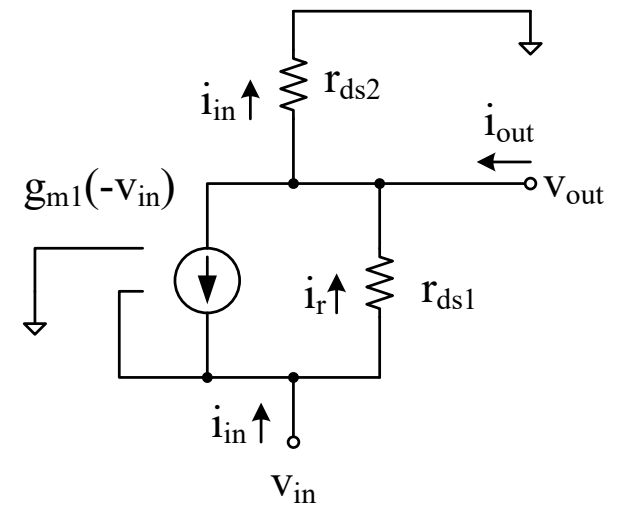 r_ds2
i_in
i_out
g_m1(-v_in)
v_out
i_r
r_ds1
i_in
v_in